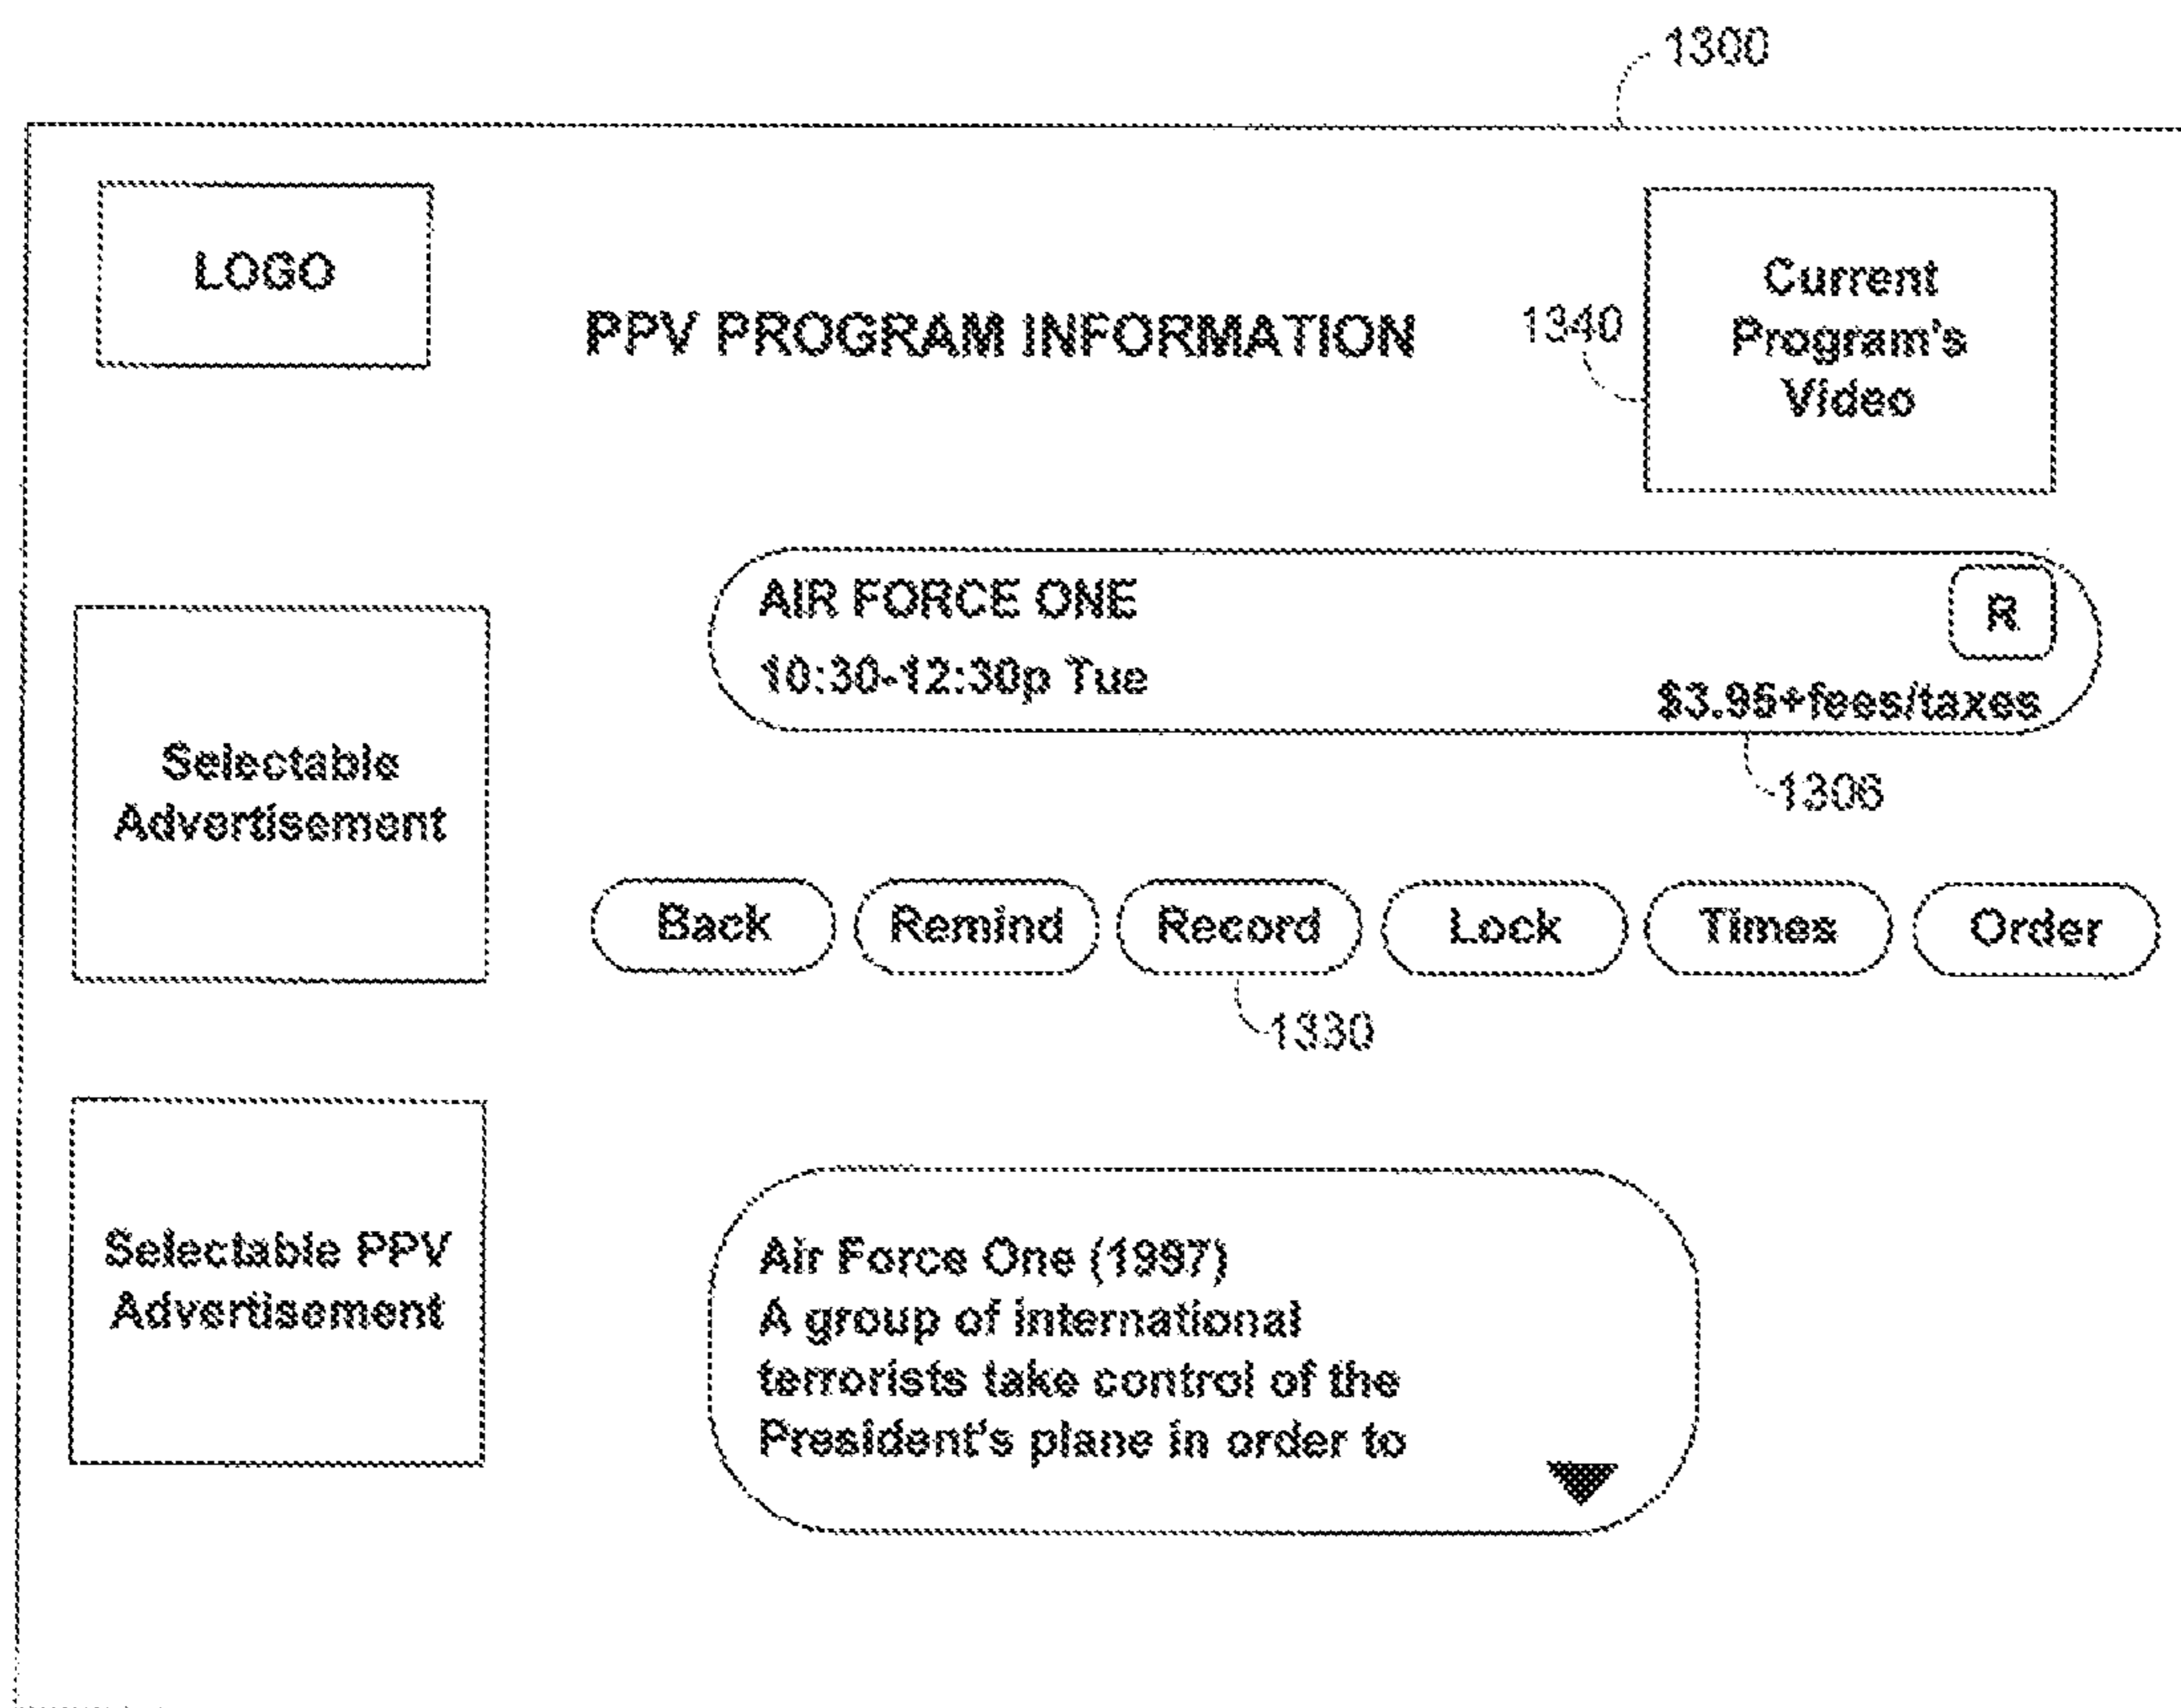 1300
LOGO
PPV PROGRAM INFORMATION
1340
Current
Program's
Video
AIR FORCE ONE
R
10:30-12:30p Tue
$3.95+fees/taxes
1306
Selectable
Advertisement
Back
Remind
Record
Lock
Times
Order
1330
Selectable PPV
Advertisement
Air Force One (1997)
A group of international
terrorists take control of the
President's plane in order to